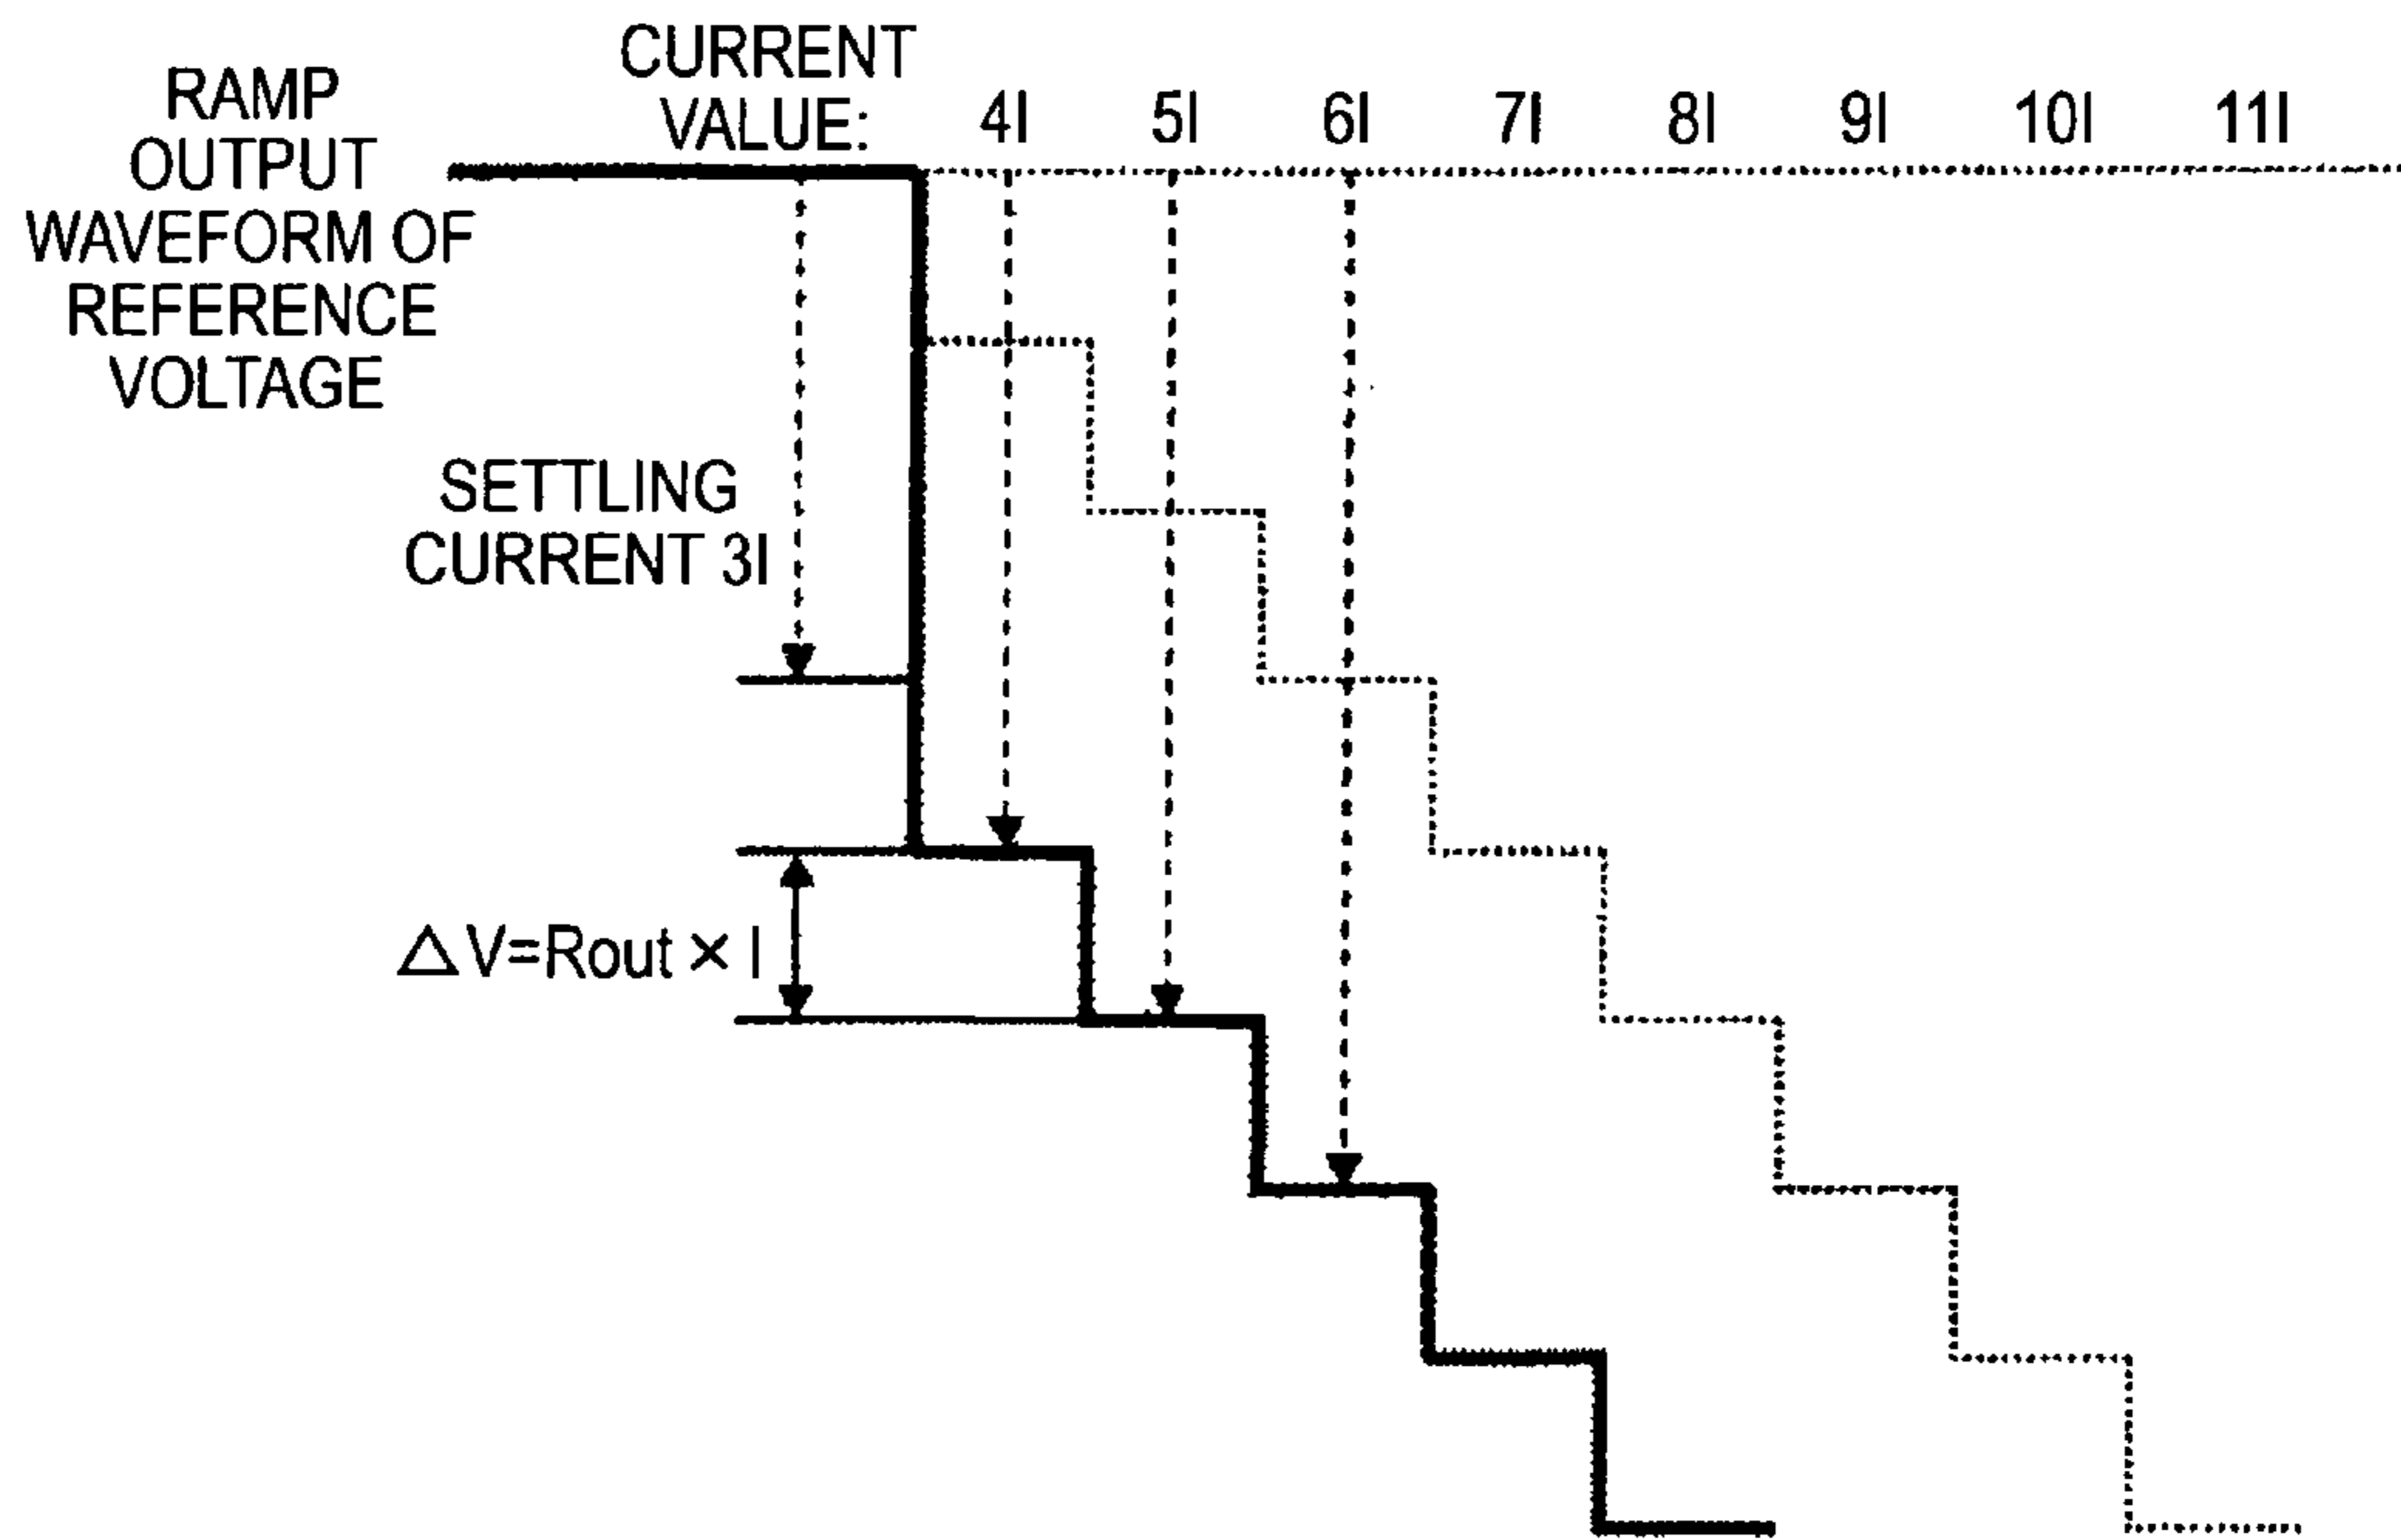 RAMP
OUTPUT
WAVEFORM OF
REFERENCE
VOLTAGE
CURRENT
VALUE: 4I 5I 6I 7I 8I 9I 10I 11I
SETTLING
CURRENT 3I
△V=Rout × I